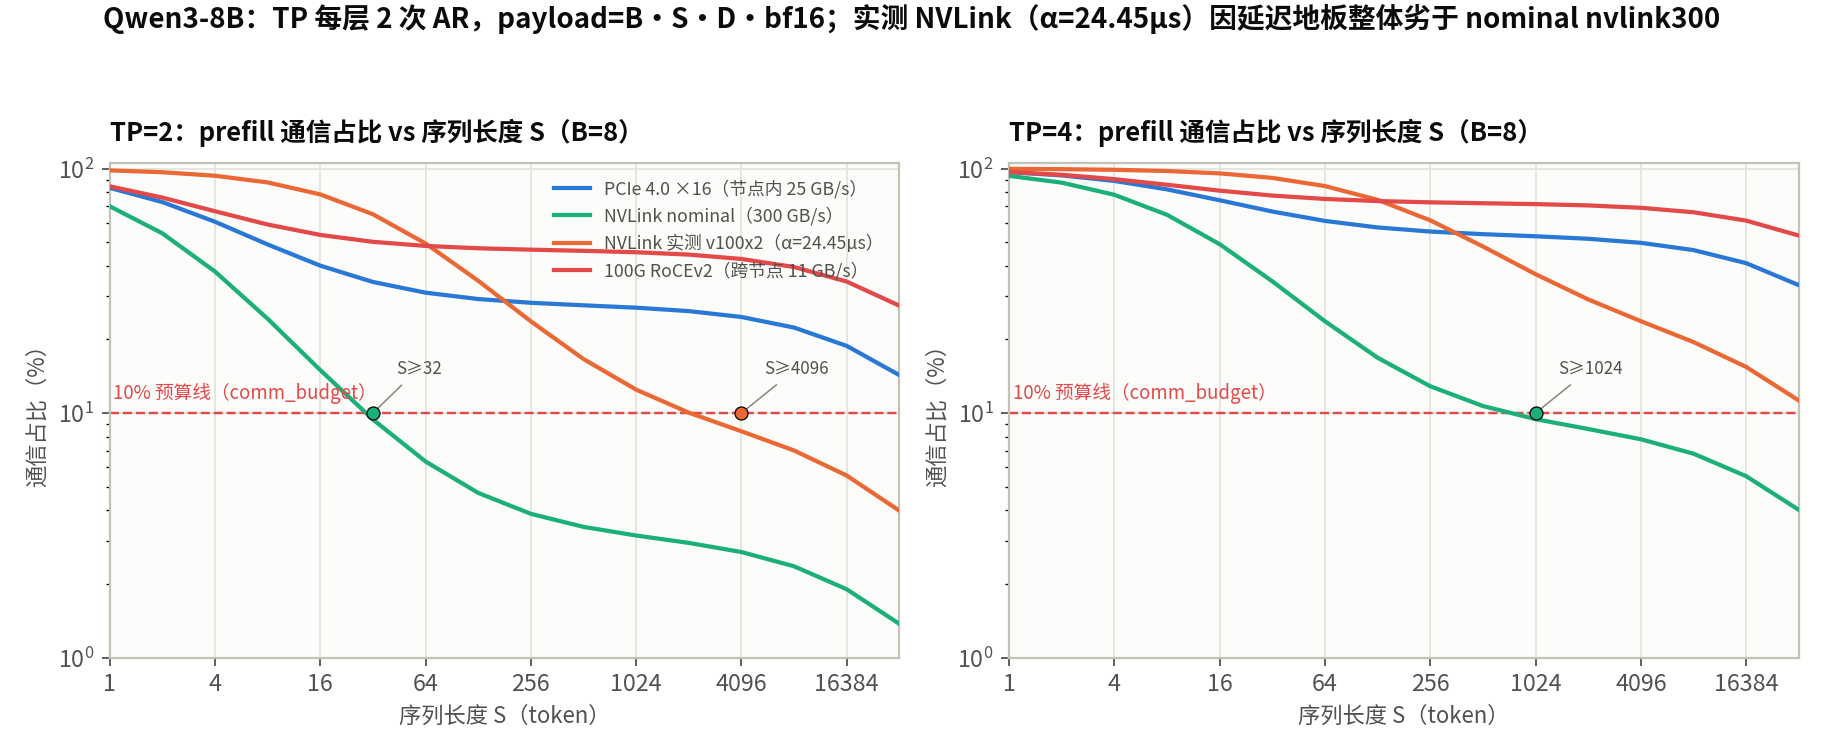 Qwen3-8B：TP 每层 2 次 AR，payload=B·S·D·bf16；实测 NVLink（α=24.45μs）因延迟地板整体劣于 nominal nvlink300
TP=2：prefill 通信占比 vs 序列长度 S（B=8）
通信占比（%）
10²
10¹
10⁰
PCIe 4.0 ×16（节点内 25 GB/s）
NVLink nominal（300 GB/s）
NVLink 实测 v100x2（α=24.45μs）
100G RoCEv2（跨节点 11 GB/s）
S≥32
S≥4096
10% 预算线（comm_budget）
1 4 16 64 256 1024 4096 16384
序列长度 S（token）
TP=4：prefill 通信占比 vs 序列长度 S（B=8）
通信占比（%）
10²
10¹
10⁰
S≥1024
10% 预算线（comm_budget）
1 4 16 64 256 1024 4096 16384
序列长度 S（token）